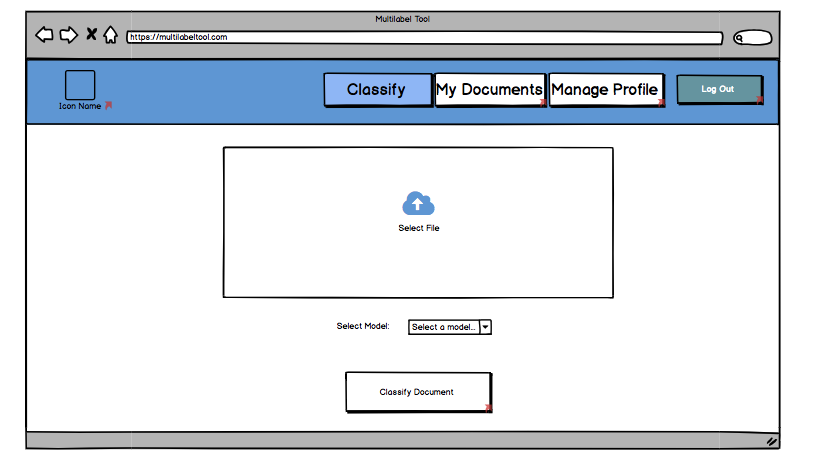 Multilabel Tool
https://multilabeltool.com
Icon Name
Classify
My Documents
Manage Profile
Log Out
Select File
Select Model:
Select a model...
Classify Document